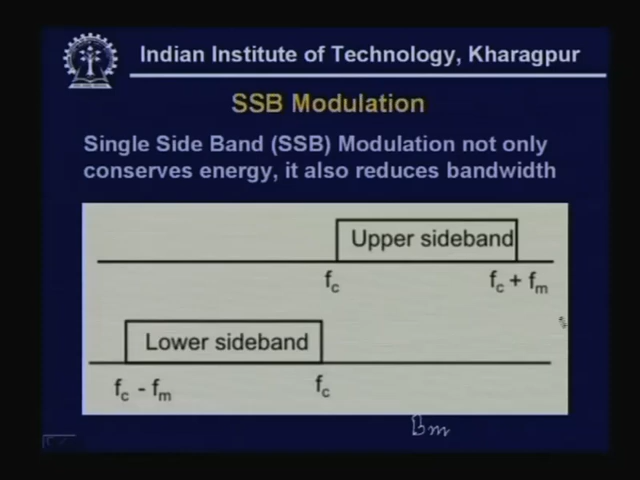 Indian Institute of Technology, Kharagpur
SSB Modulation
Single Side Band (SSB) Modulation not only
conserves energy, it also reduces bandwidth
Upper sideband
fc fc + fm
Lower sideband
fc - fm fc
Bm